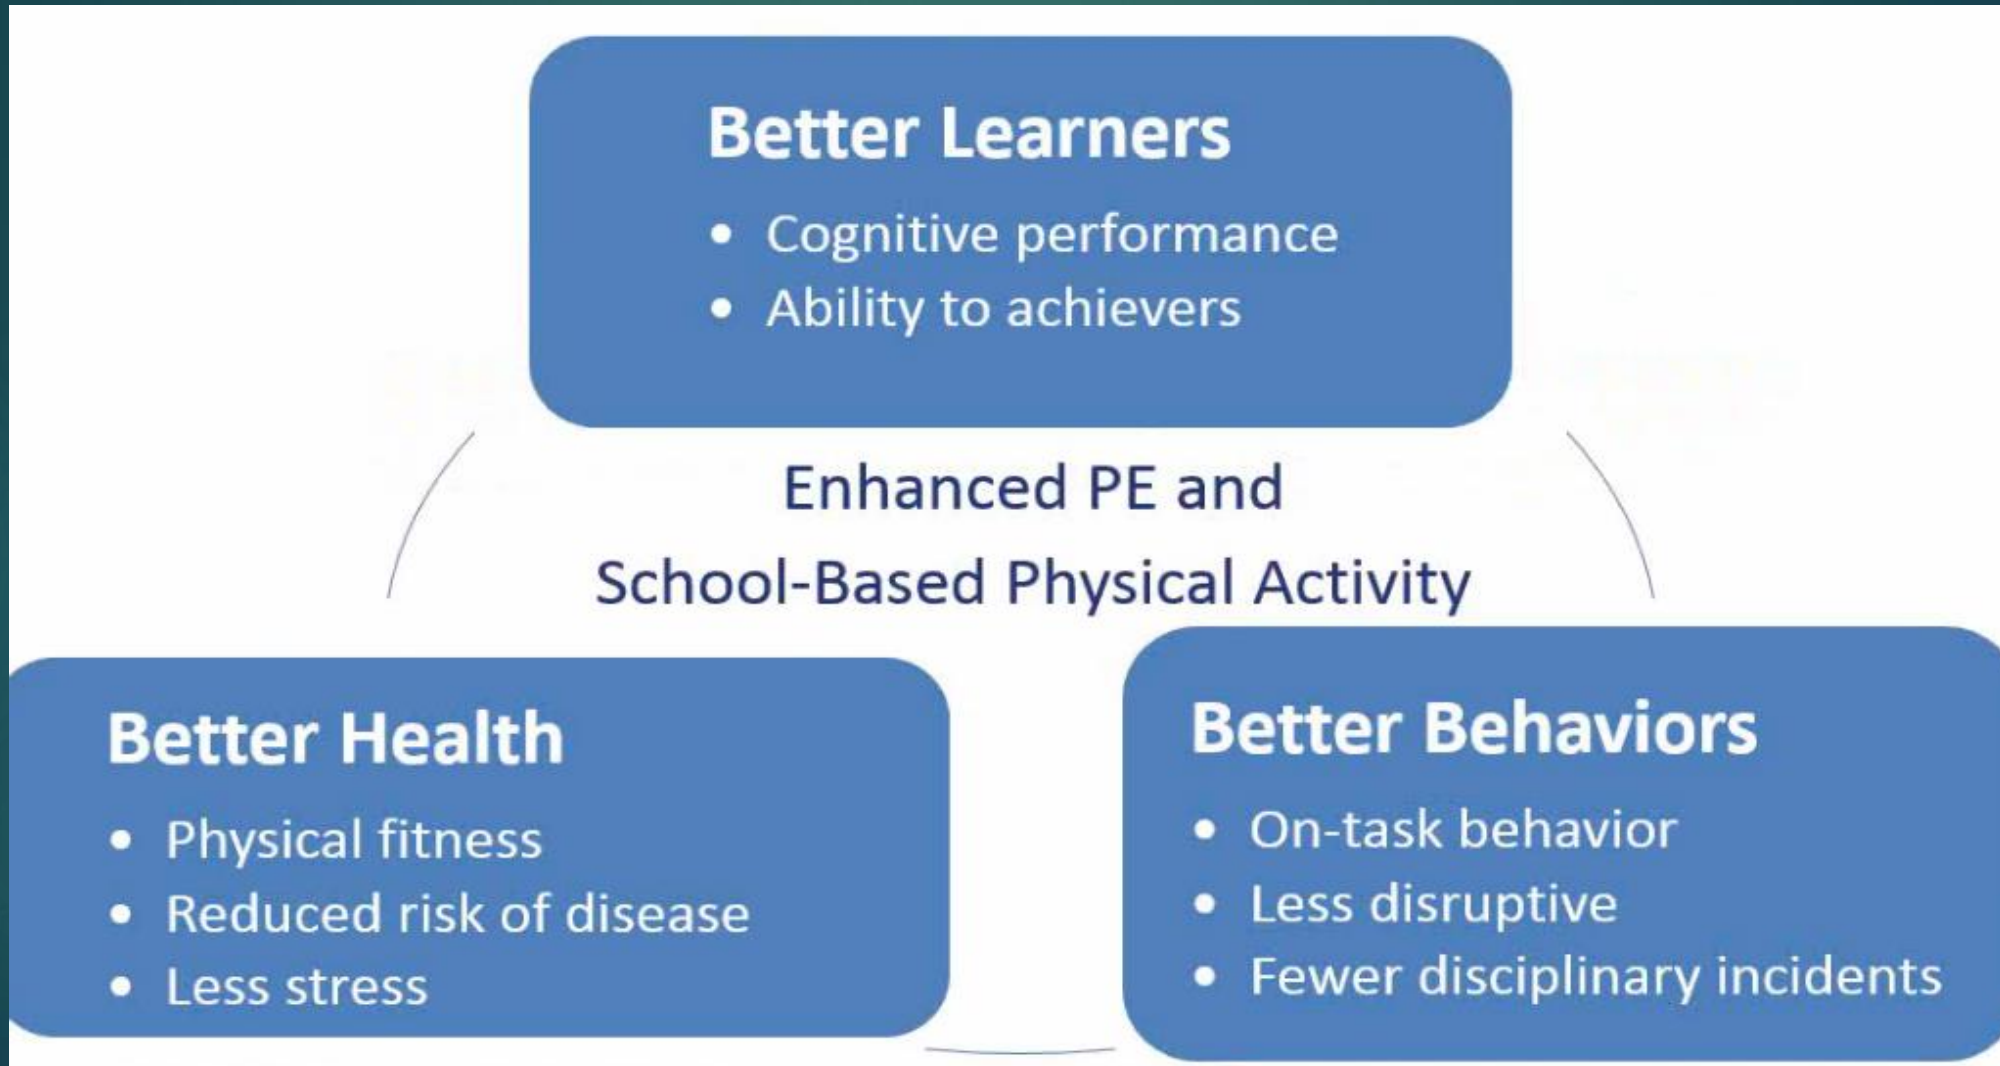 Better Learners
• Cognitive performance
• Ability to achievers
Enhanced PE and
School-Based Physical Activity
Better Health
• Physical fitness
• Reduced risk of disease
• Less stress
Better Behaviors
• On-task behavior
• Less disruptive
• Fewer disciplinary incidents